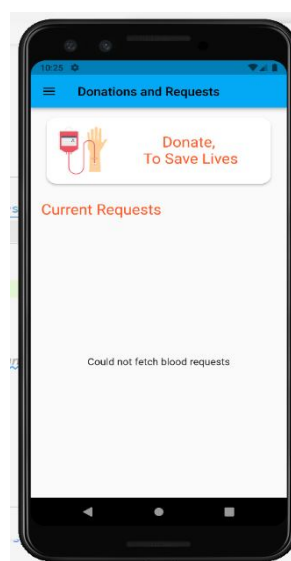 10:25
Donations and Requests
Donate,
To Save Lives
Current Requests
Could not fetch blood requests